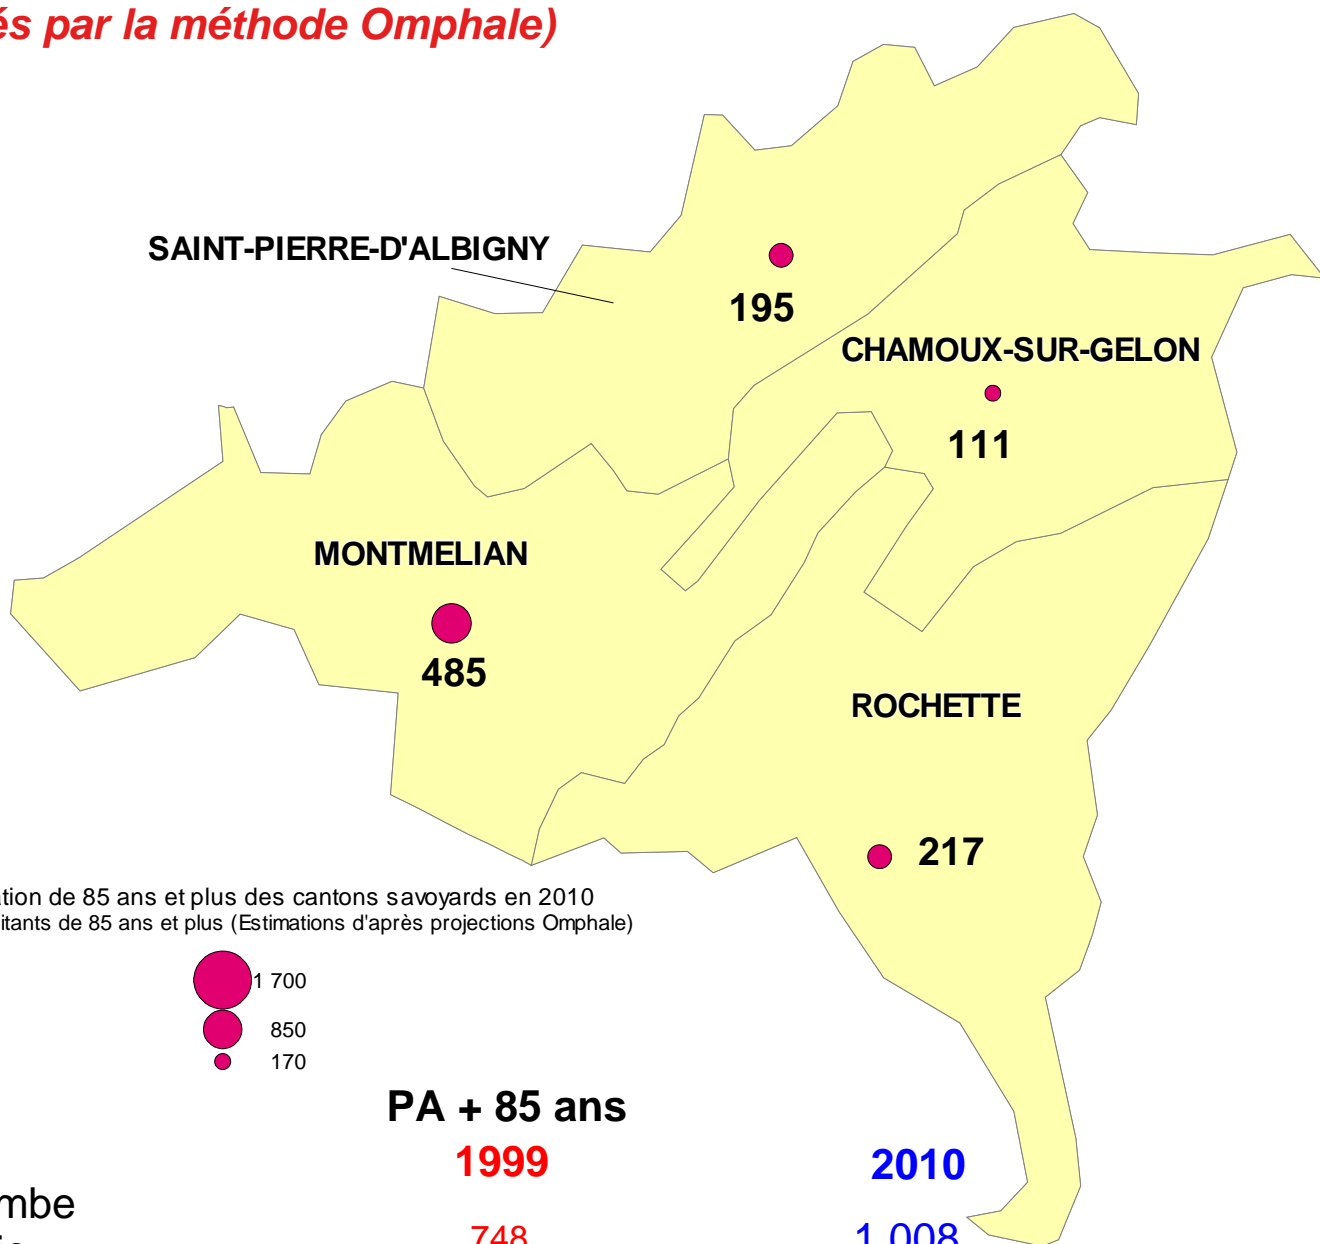 és par la méthode Omphale)
SAINT-PIERRE-D'ALBIGNY
195
CHAMOUX-SUR-GELON
111
MONTMELIAN
485
ROCHETTE
217
ation de 85 ans et plus des cantons savoyards en 2010
itants de 85 ans et plus (Estimations d'après projections Omphale)
1 700
850
170
PA + 85 ans
1999 2010
mbe
748 1 008